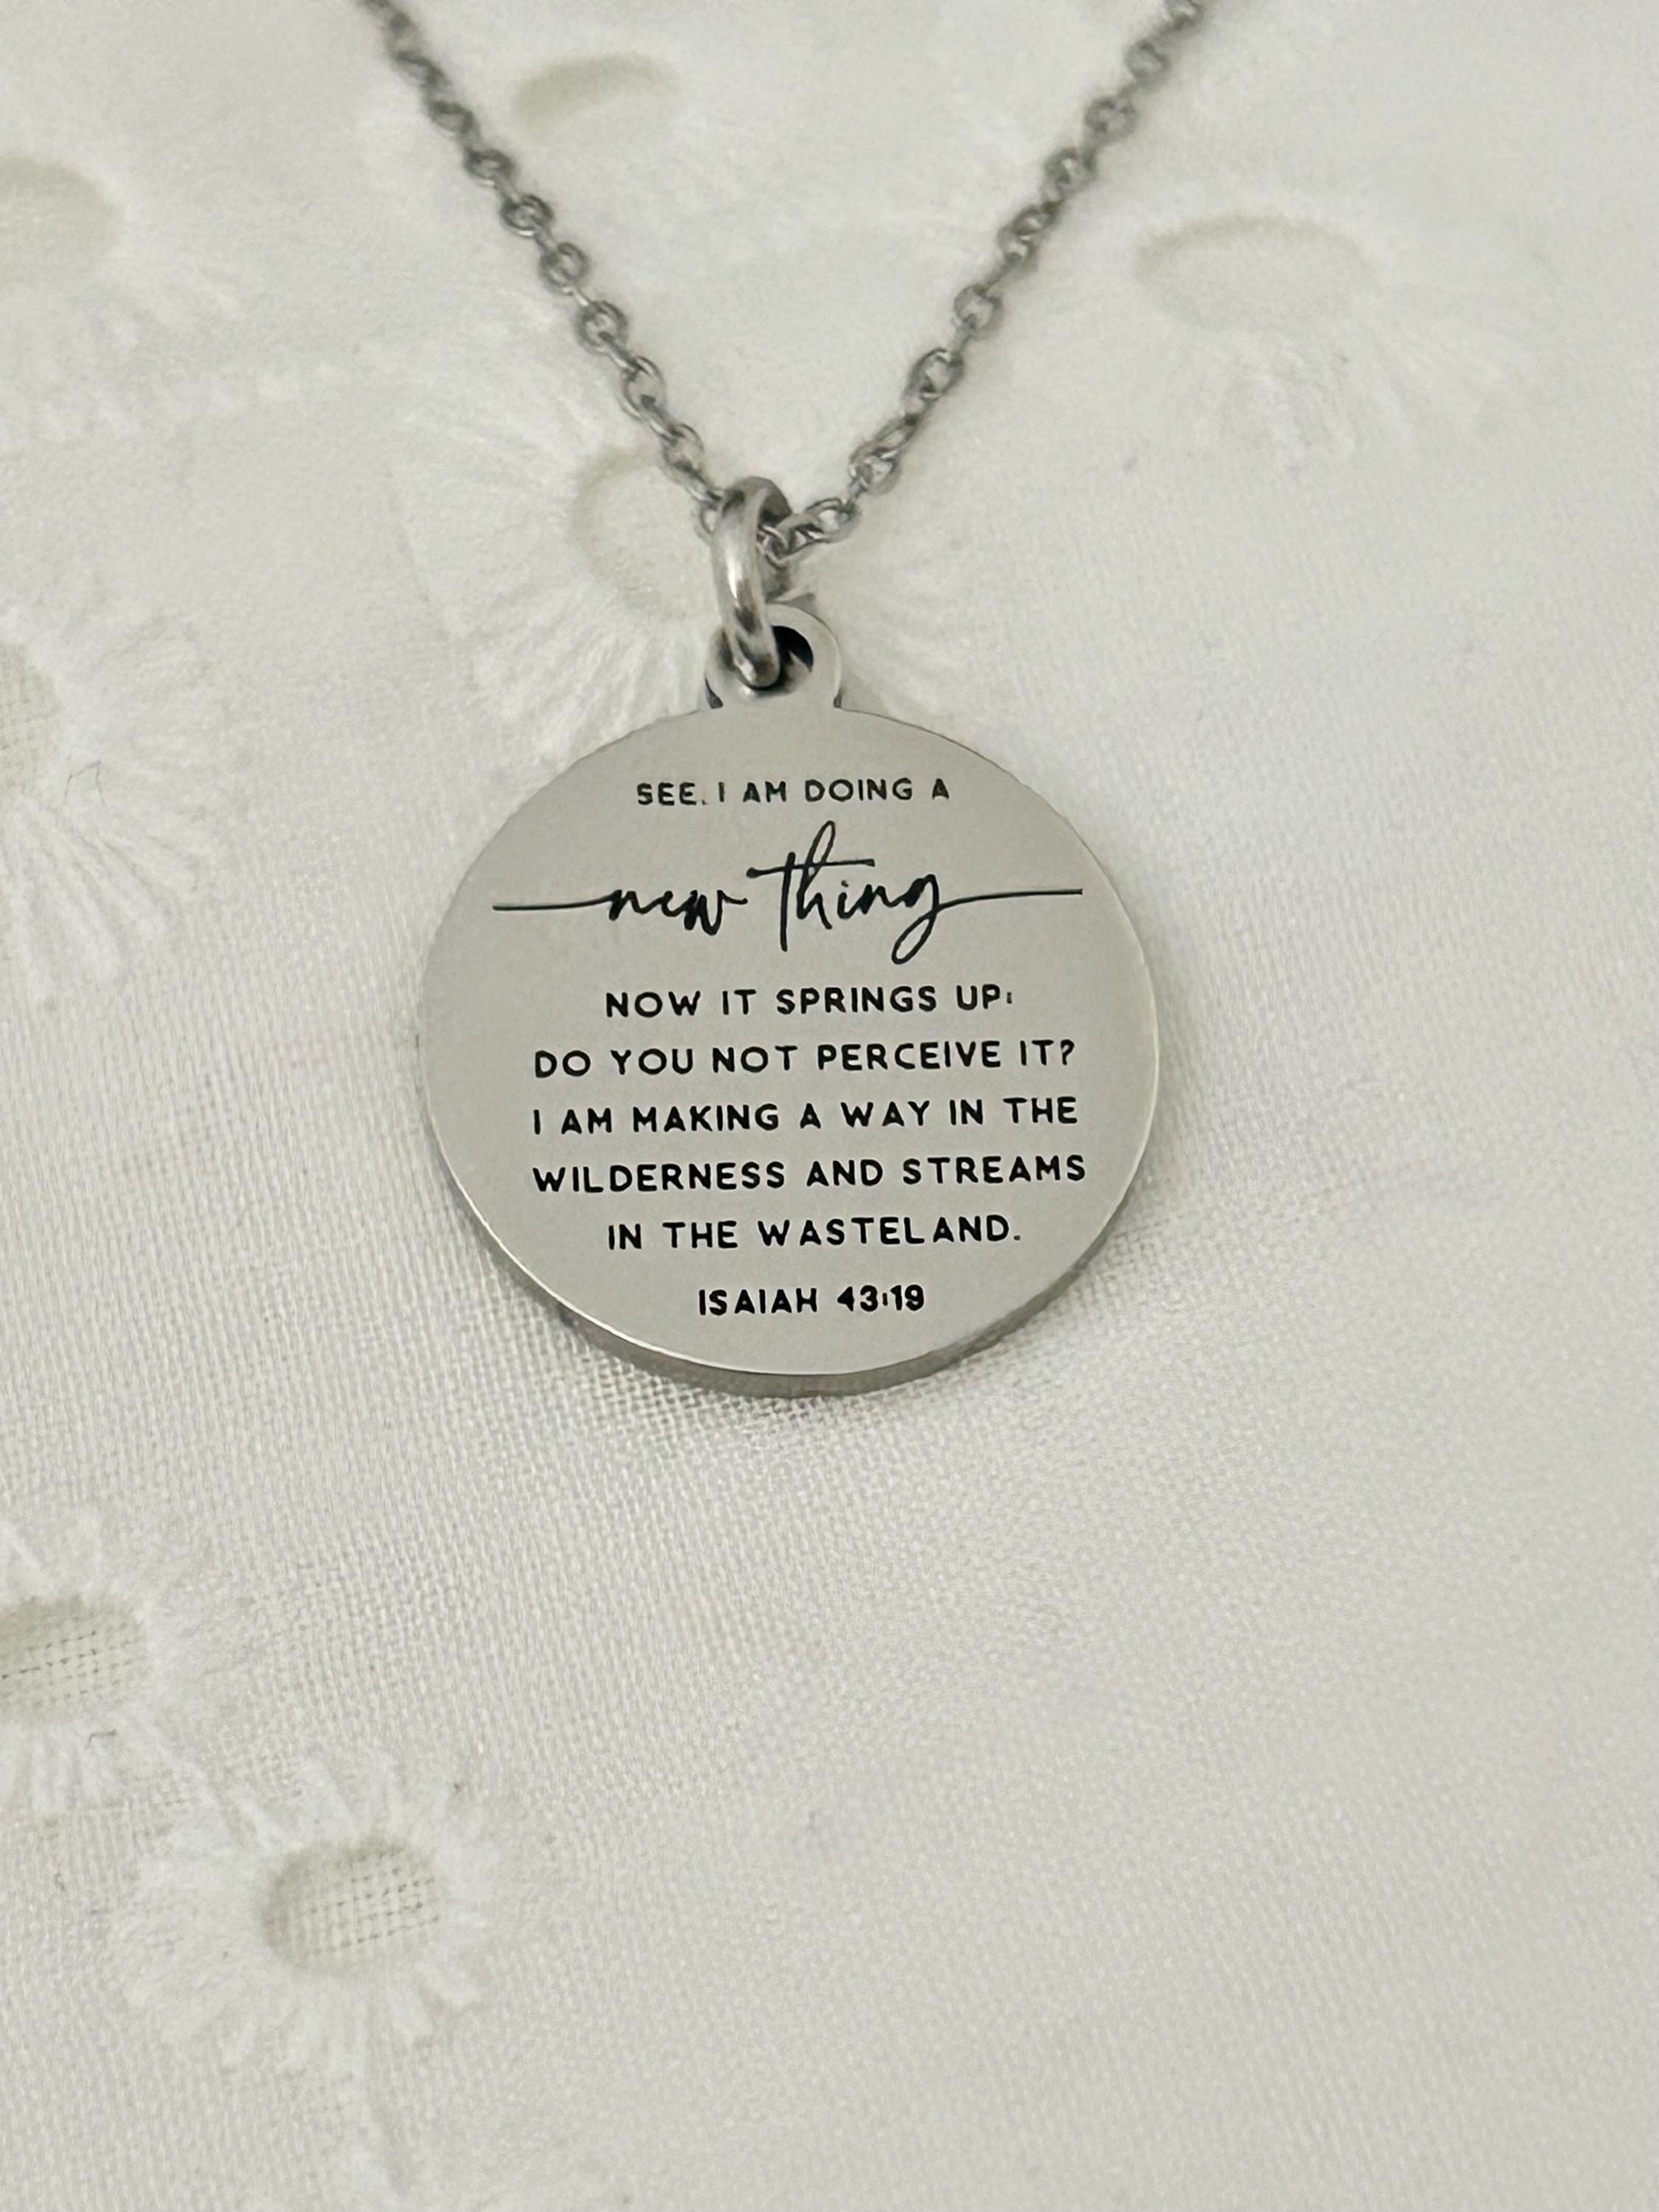 SEE, I AM DOING A
new thing
NOW IT SPRINGS UP;
DO YOU NOT PERCEIVE IT?
I AM MAKING A WAY IN THE
WILDERNESS AND STREAMS
IN THE WASTELAND.
ISAIAH 43:19